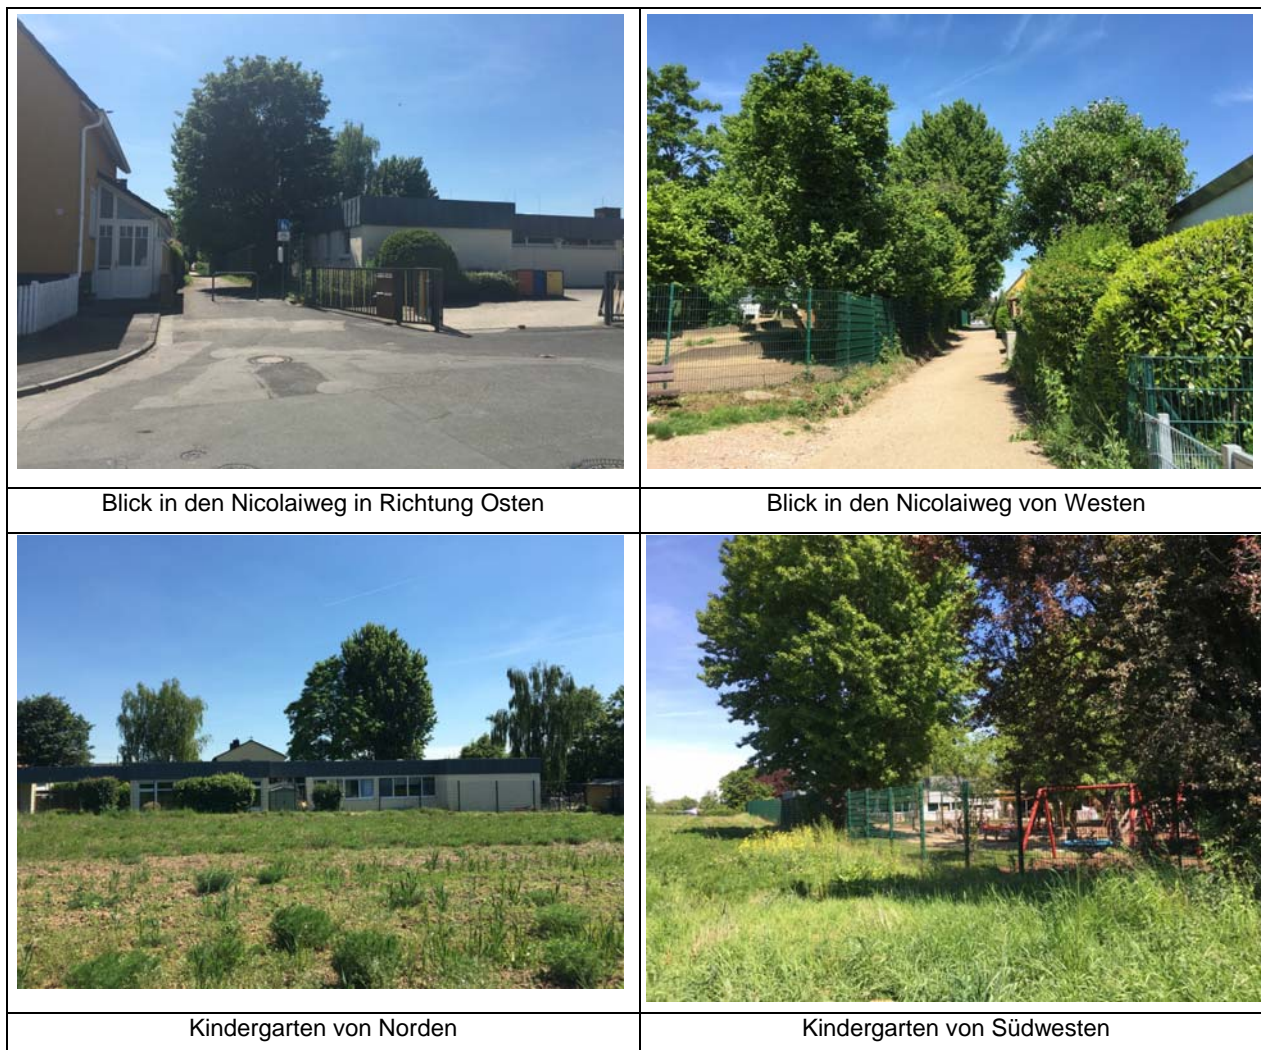 Blick in den Nicolaiweg in Richtung Osten
Blick in den Nicolaiweg von Westen
Kindergarten von Norden
Kindergarten von Südwesten